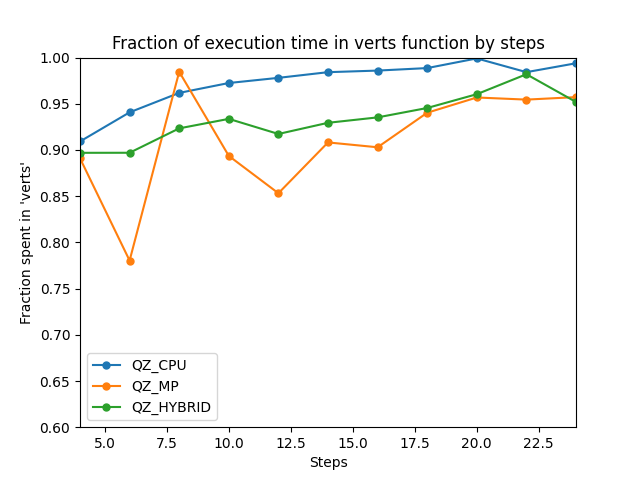 Fraction of execution time in verts function by steps
1.00
0.95
0.90
0.85
0.80
0.75
0.70
0.65
0.60
Fraction spent in 'verts'
QZ_CPU
QZ_MP
QZ_HYBRID
5.0 7.5 10.0 12.5 15.0 17.5 20.0 22.5
Steps